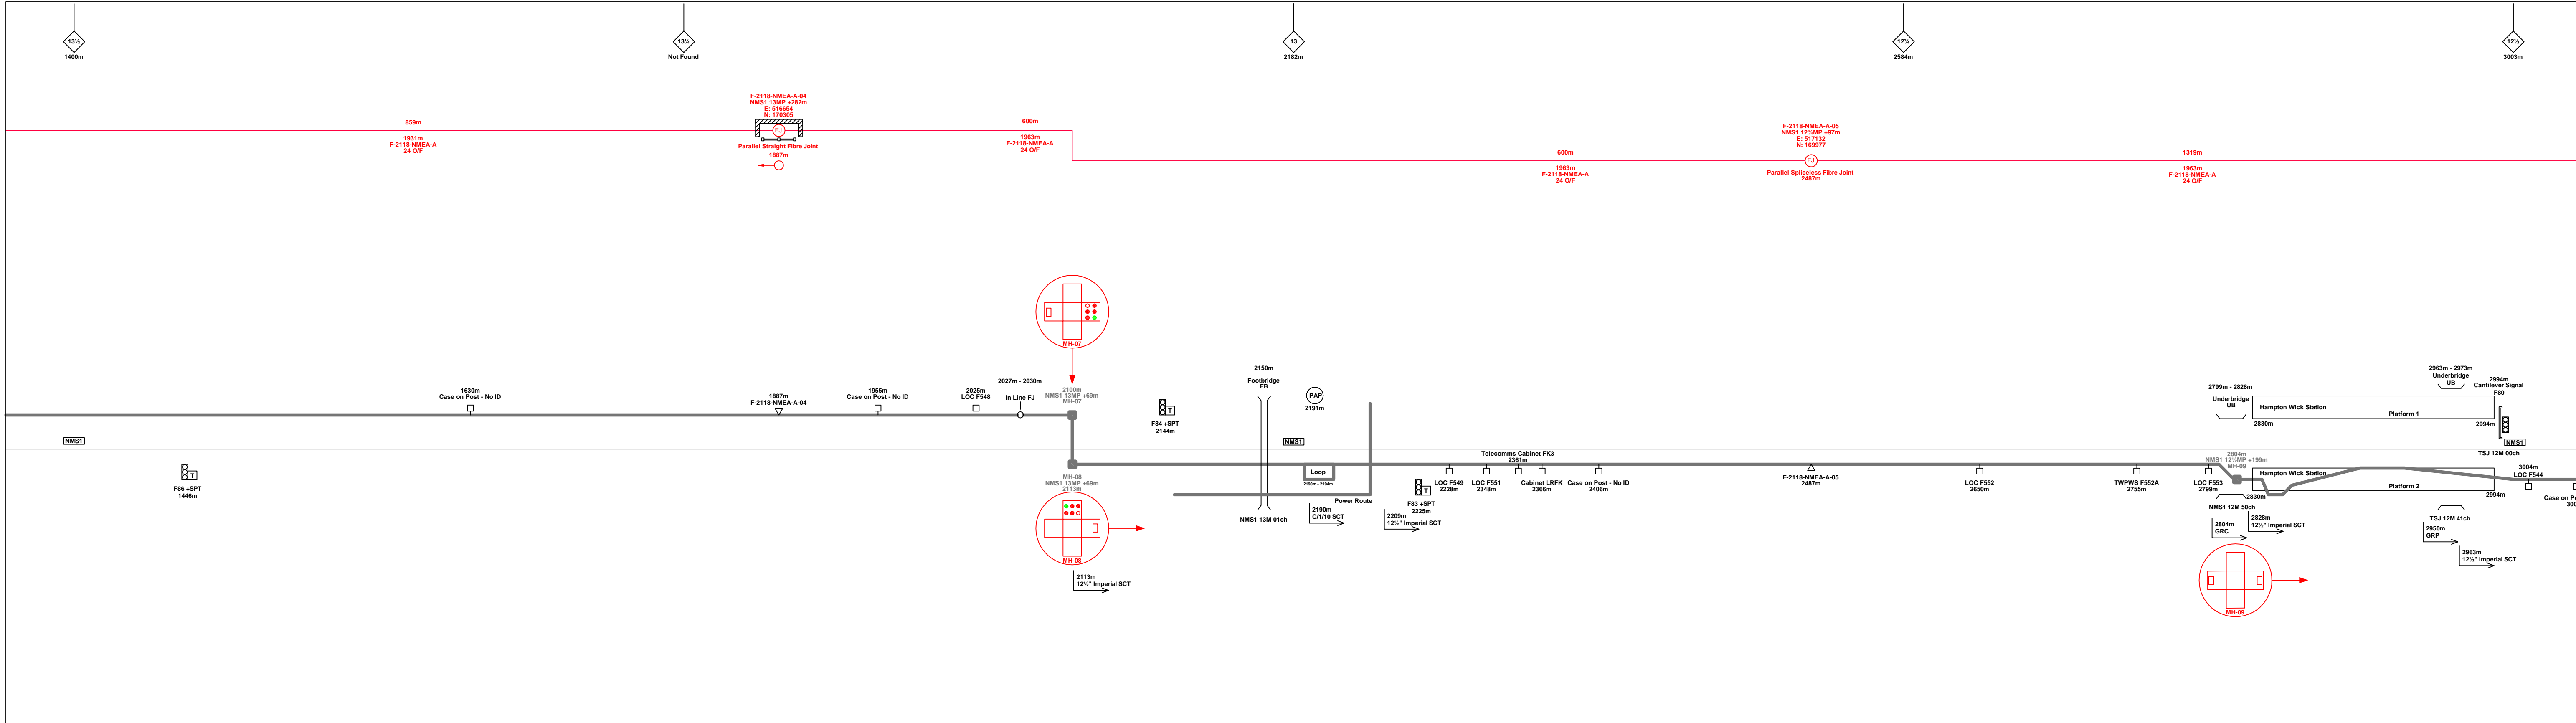 13½
1400m
13¼
Not Found
13
2182m
12¾
2584m
12½
3003m
F-2118-NMEA-A-04
NMS1 13MP +282m
E: 516654
N: 170305
FJ
Parallel Straight Fibre Joint
1887m
859m
1931m
F-2118-NMEA-A
24 O/F
600m
1963m
F-2118-NMEA-A
24 O/F
600m
1963m
F-2118-NMEA-A
24 O/F
F-2118-NMEA-A-05
NMS1 12¾MP +97m
E: 517132
N: 169977
FJ
Parallel Spliceless Fibre Joint
2487m
1319m
1963m
F-2118-NMEA-A
24 O/F
MH-07
1630m
Case on Post - No ID
1887m
F-2118-NMEA-A-04
1955m
Case on Post - No ID
2025m
LOC F548
2027m - 2030m
In Line FJ
2100m
NMS1 13MP +69m
MH-07
F84 +SPT
2144m
T
2150m
Footbridge
FB
PAP
2191m
2799m - 2828m
Underbridge
UB
Hampton Wick Station
Platform 1
2830m
2994m
2963m - 2973m
Underbridge
UB
2994m
Cantilever Signal
F80
NMS1
NMS1
NMS1
TSJ 12M 00ch
T
F86 +SPT
1446m
MH-08
NMS1 13MP +69m
2113m
MH-08
2113m
12½" Imperial SCT
NMS1 13M 01ch
Loop
2190m - 2194m
Power Route
2190m
C/1/10 SCT
2209m
12½" Imperial SCT
T
F83 +SPT
2225m
LOC F549
2228m
LOC F551
2348m
Telecomms Cabinet FK3
2361m
Cabinet LRFK
2366m
Case on Post - No ID
2406m
F-2118-NMEA-A-05
2487m
LOC F552
2650m
TWPWS F552A
2755m
LOC F553
2799m
2804m
MH-09
Hampton Wick Station
Platform 2
2830m
2994m
NMS1 12M 50ch
2804m
GRC
2828m
12½" Imperial SCT
MH-09
TSJ 12M 41ch
2950m
GRP
2963m
12½" Imperial SCT
3004m
LOC F544
Case on Po
300